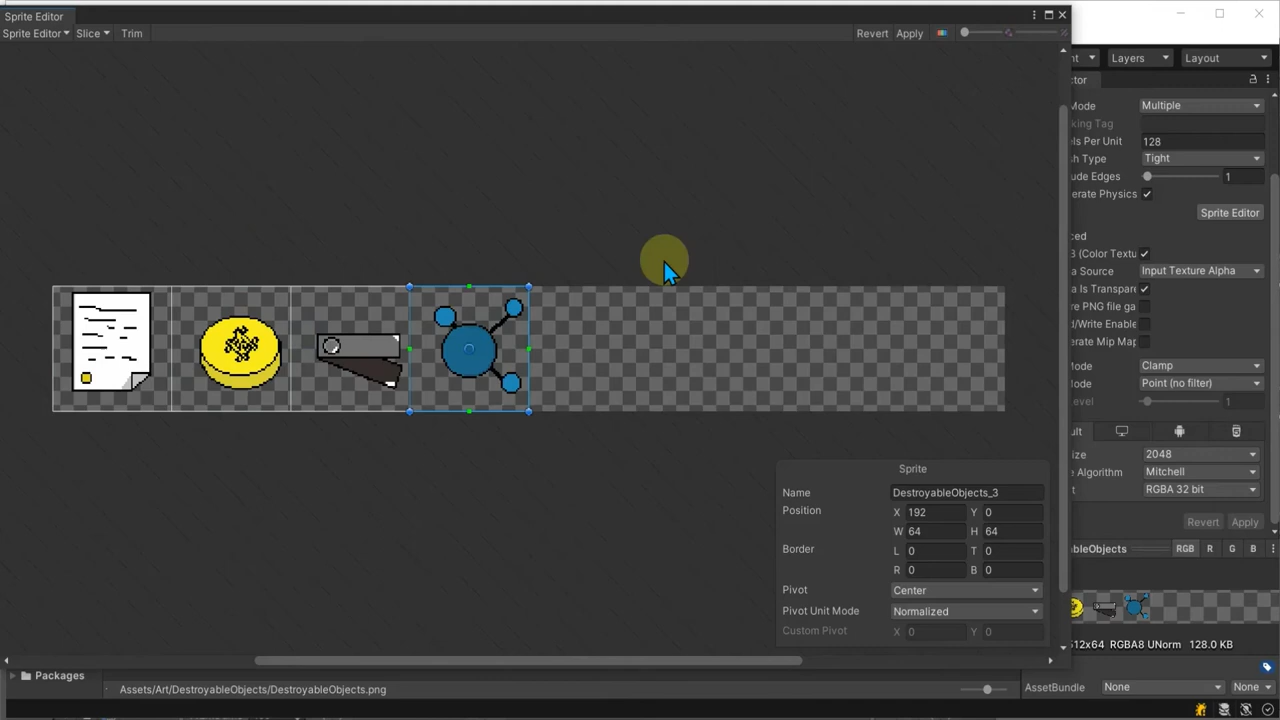 Sprite Editor
Sprite Editor Slice Trim Revert Apply
nt Layers Layout
ctor
Mode Multiple
king Tag
els Per Unit 128
sh Type Tight
ude Edges 1
erate Physics
Sprite Editor
ced
B (Color Textu
a Source Input Texture Alpha
a Is Transpare
re PNG file ga
d/Write Enable
erate Mip Map
Mode Clamp
Mode Point (no filter)
Level 1
ult
ize 2048
e Algorithm Mitchell
t RGBA 32 bit
Revert Apply
ableObjects RGB R G B
512x64 RGBA8 UNorm 128.0 KB
AssetBundle None None
Sprite
Name DestroyableObjects_3
Position X 192 Y 0
W 64 H 64
Border L 0 T 0
R 0 B 0
Pivot Center
Pivot Unit Mode Normalized
Custom Pivot X 0 Y 0
Packages
Assets/Art/DestroyableObjects/DestroyableObjects.png